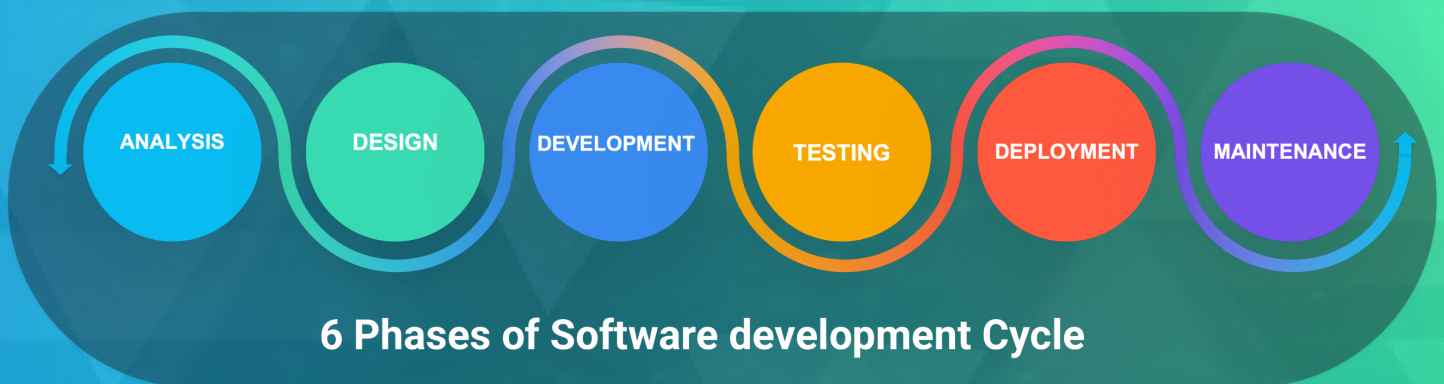 ANALYSIS
DESIGN
DEVELOPMENT
TESTING
DEPLOYMENT
MAINTENANCE
6 Phases of Software development Cycle